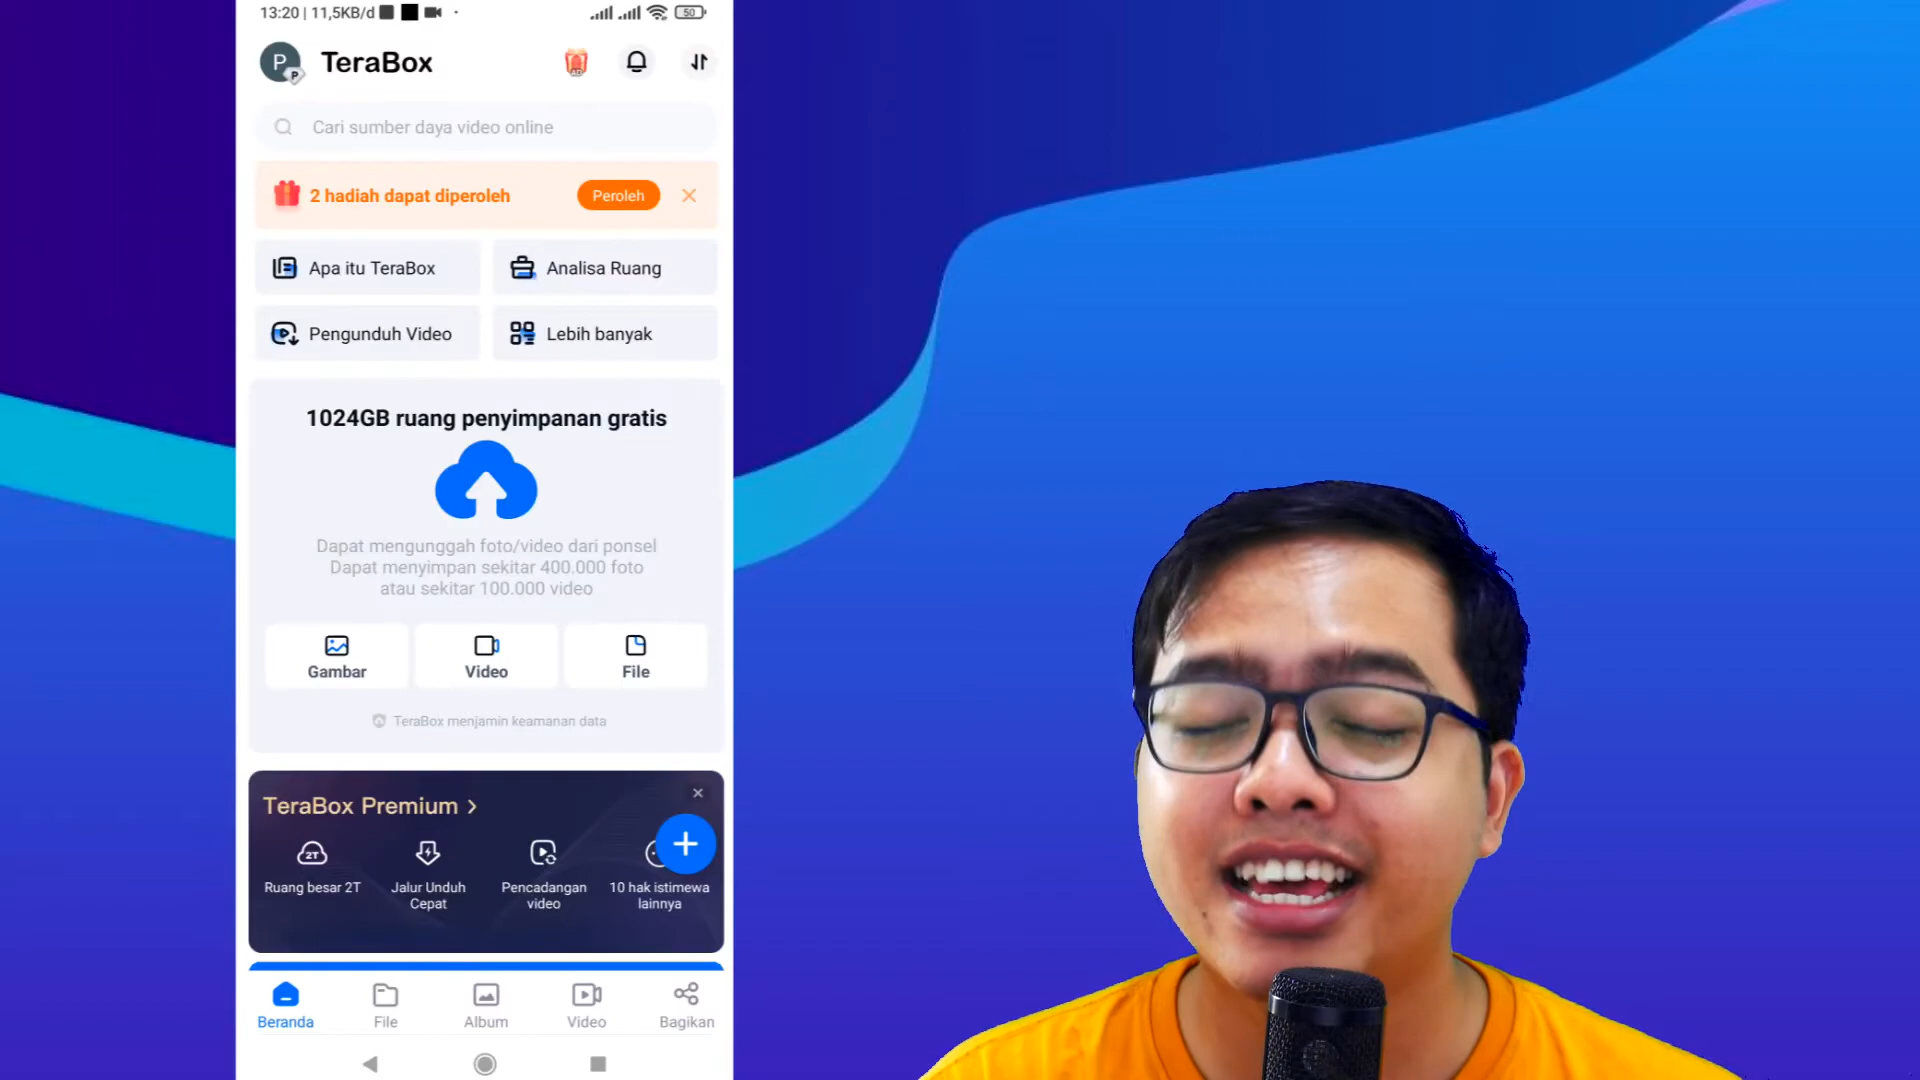 13:20 | 11,5KB/d
50
P
P
TeraBox
Cari sumber daya video online
2 hadiah dapat diperoleh
Peroleh
Apa itu TeraBox
Analisa Ruang
Pengunduh Video
Lebih banyak
1024GB ruang penyimpanan gratis
Dapat mengunggah foto/video dari ponsel
Dapat menyimpan sekitar 400.000 foto
atau sekitar 100.000 video
Gambar
Video
File
TeraBox menjamin keamanan data
TeraBox Premium
2T
Ruang besar 2T
Jalur Unduh
Cepat
Pencadangan
video
10 hak istimewa
lainnya
Beranda
File
Album
Video
Bagikan